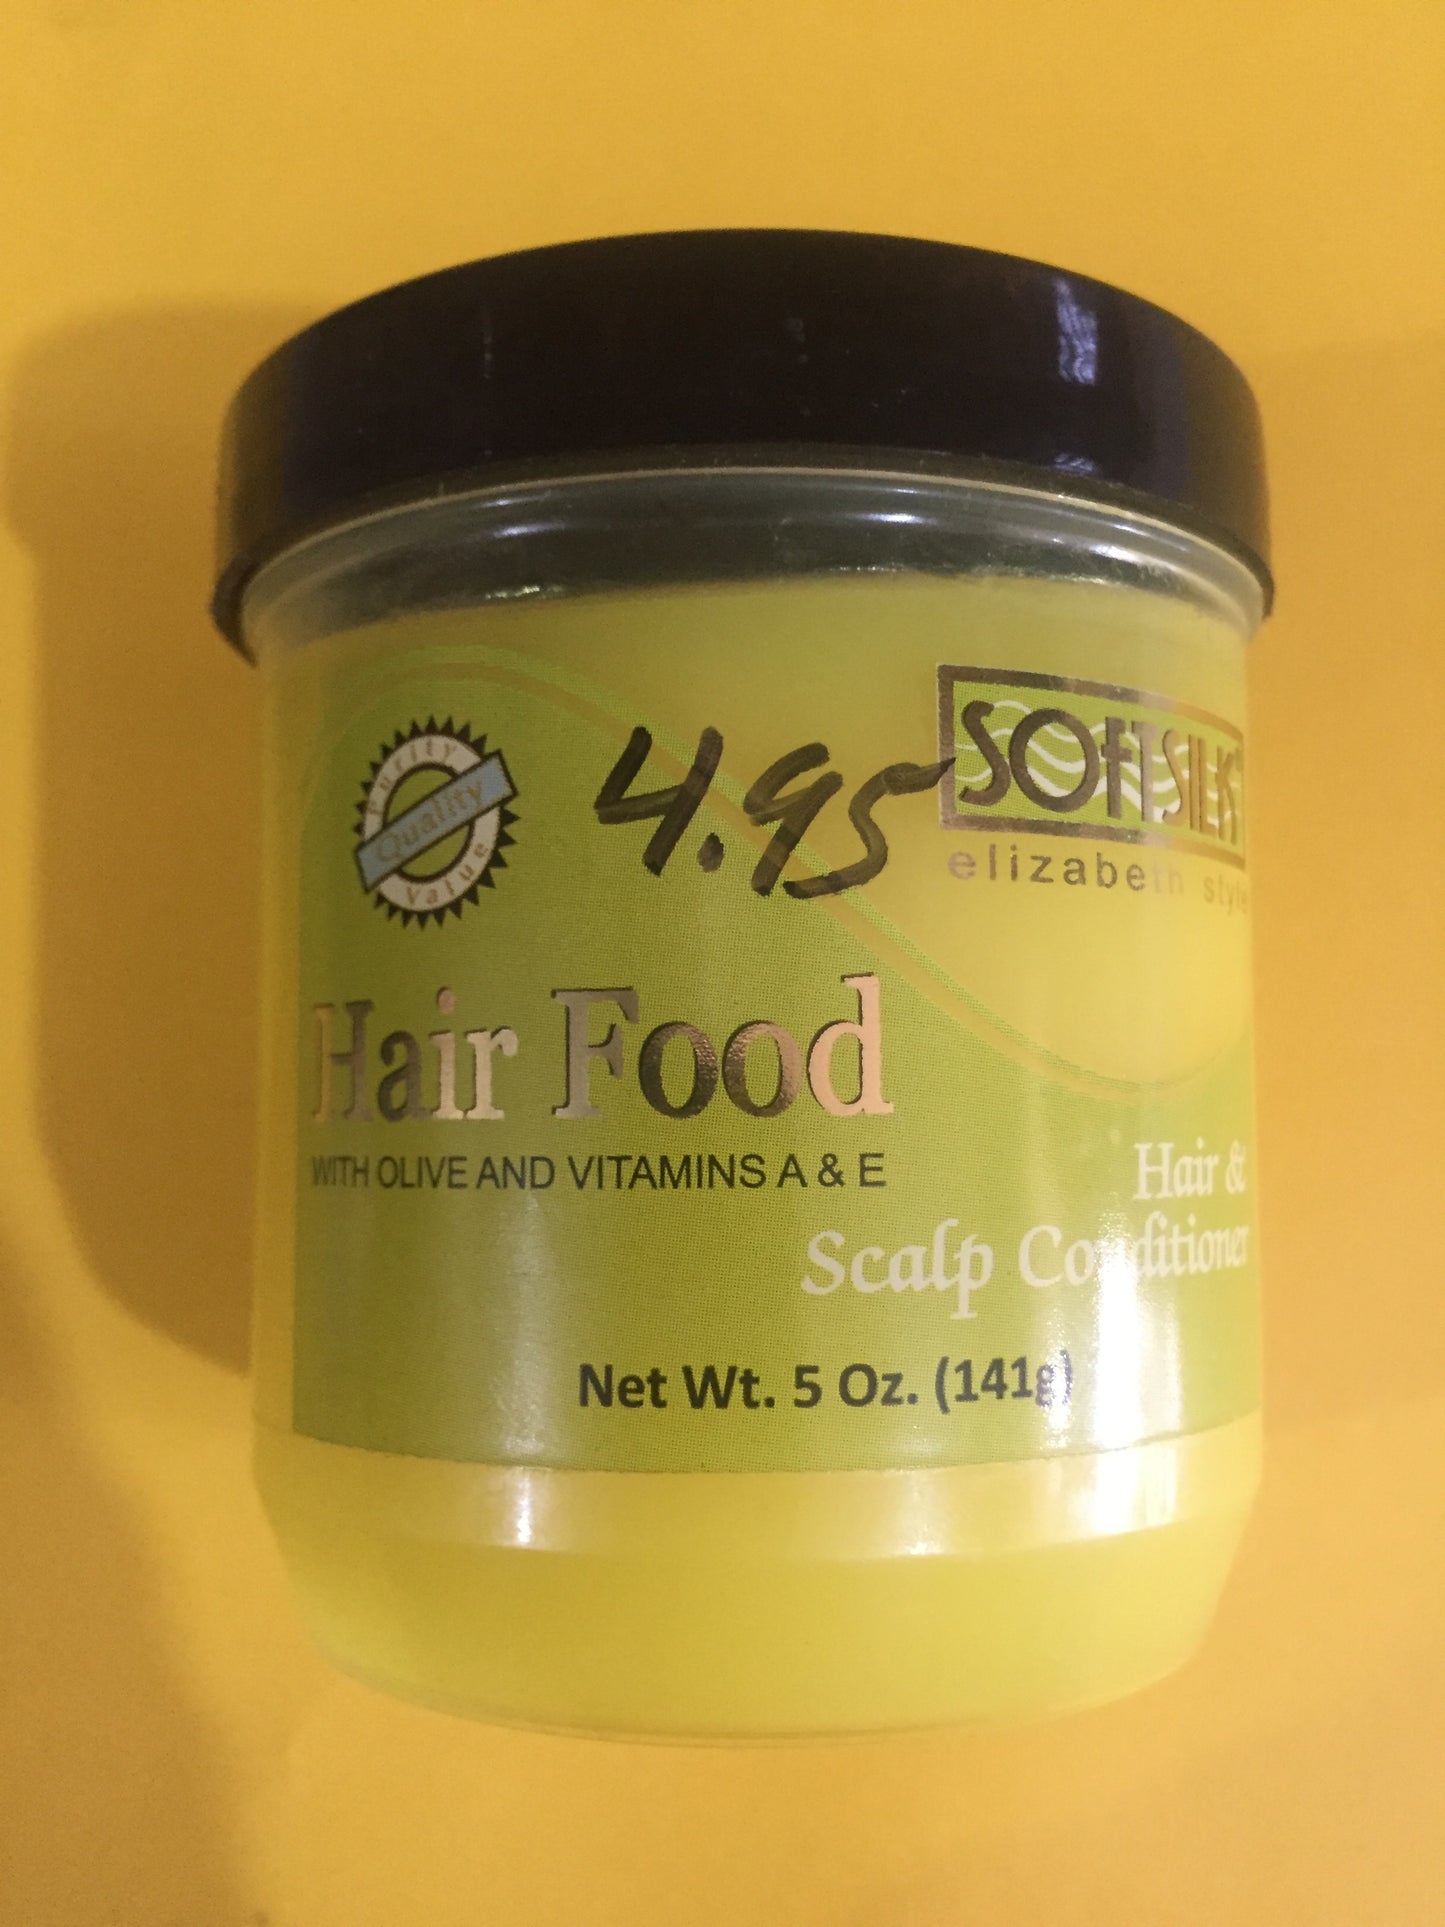 Purity
Quality
Value
4.95
SOFTSILK
elizabeth style
Hair Food
WITH OLIVE AND VITAMINS A & E
Hair &
Scalp Conditioner
Net Wt. 5 Oz. (141g)